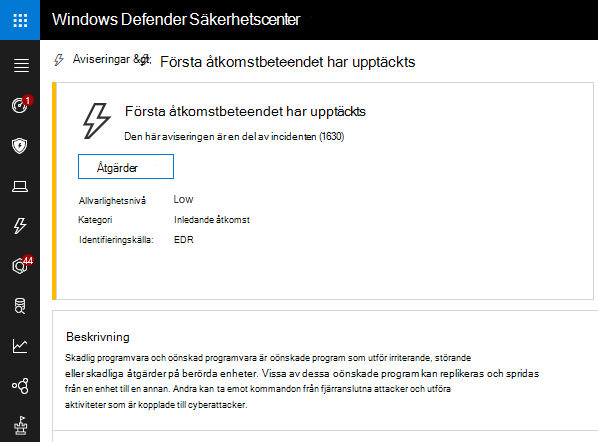 Windows Defender Säkerhetscenter
Aviseringar &gt; Första åtkomstbeteendet har upptäckts
1
44
Första åtkomstbeteendet har upptäckts
Den här aviseringen är en del av incidenten (1630)
Åtgärder
Allvarlighetsnivå Low
Kategori Inledande åtkomst
Identifieringskälla: EDR
Beskrivning
Skadlig programvara och oönskad programvara är oönskade program som utför irriterande, störande
eller skadliga åtgärder på berörda enheter. Vissa av dessa oönskade program kan replikeras och spridas
från en enhet till en annan. Andra kan ta emot kommandon från fjärranslutna attacker och utföra
aktiviteter som är kopplade till cyberattacker.